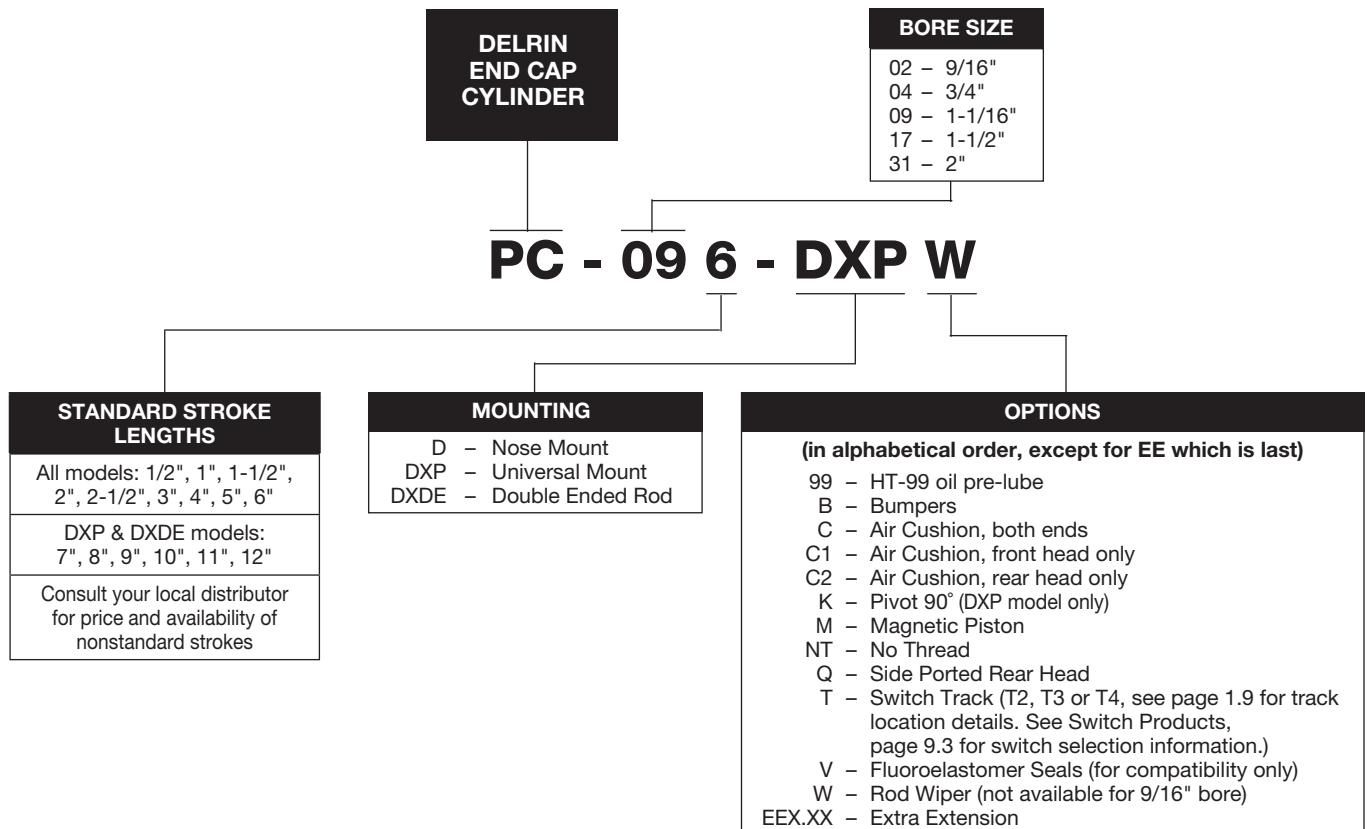 DELRIN
END CAP
CYLINDER
BORE SIZE
02 – 9/16"
04 – 3/4"
09 – 1-1/16"
17 – 1-1/2"
31 – 2"
PC - 09 6 - DXP W
STANDARD STROKE
LENGTHS
All models: 1/2", 1", 1-1/2",
2", 2-1/2", 3", 4", 5", 6"
DXP & DXDE models:
7", 8", 9", 10", 11", 12"
Consult your local distributor
for price and availability of
nonstandard strokes
MOUNTING
D – Nose Mount
DXP – Universal Mount
DXDE – Double Ended Rod
OPTIONS
(in alphabetical order, except for EE which is last)
99 – HT-99 oil pre-lube
B – Bumpers
C – Air Cushion, both ends
C1 – Air Cushion, front head only
C2 – Air Cushion, rear head only
K – Pivot 90° (DXP model only)
M – Magnetic Piston
NT – No Thread
Q – Side Ported Rear Head
T – Switch Track (T2, T3 or T4, see page 1.9 for track
location details. See Switch Products,
page 9.3 for switch selection information.)
V – Fluoroelastomer Seals (for compatibility only)
W – Rod Wiper (not available for 9/16" bore)
EEX.XX – Extra Extension